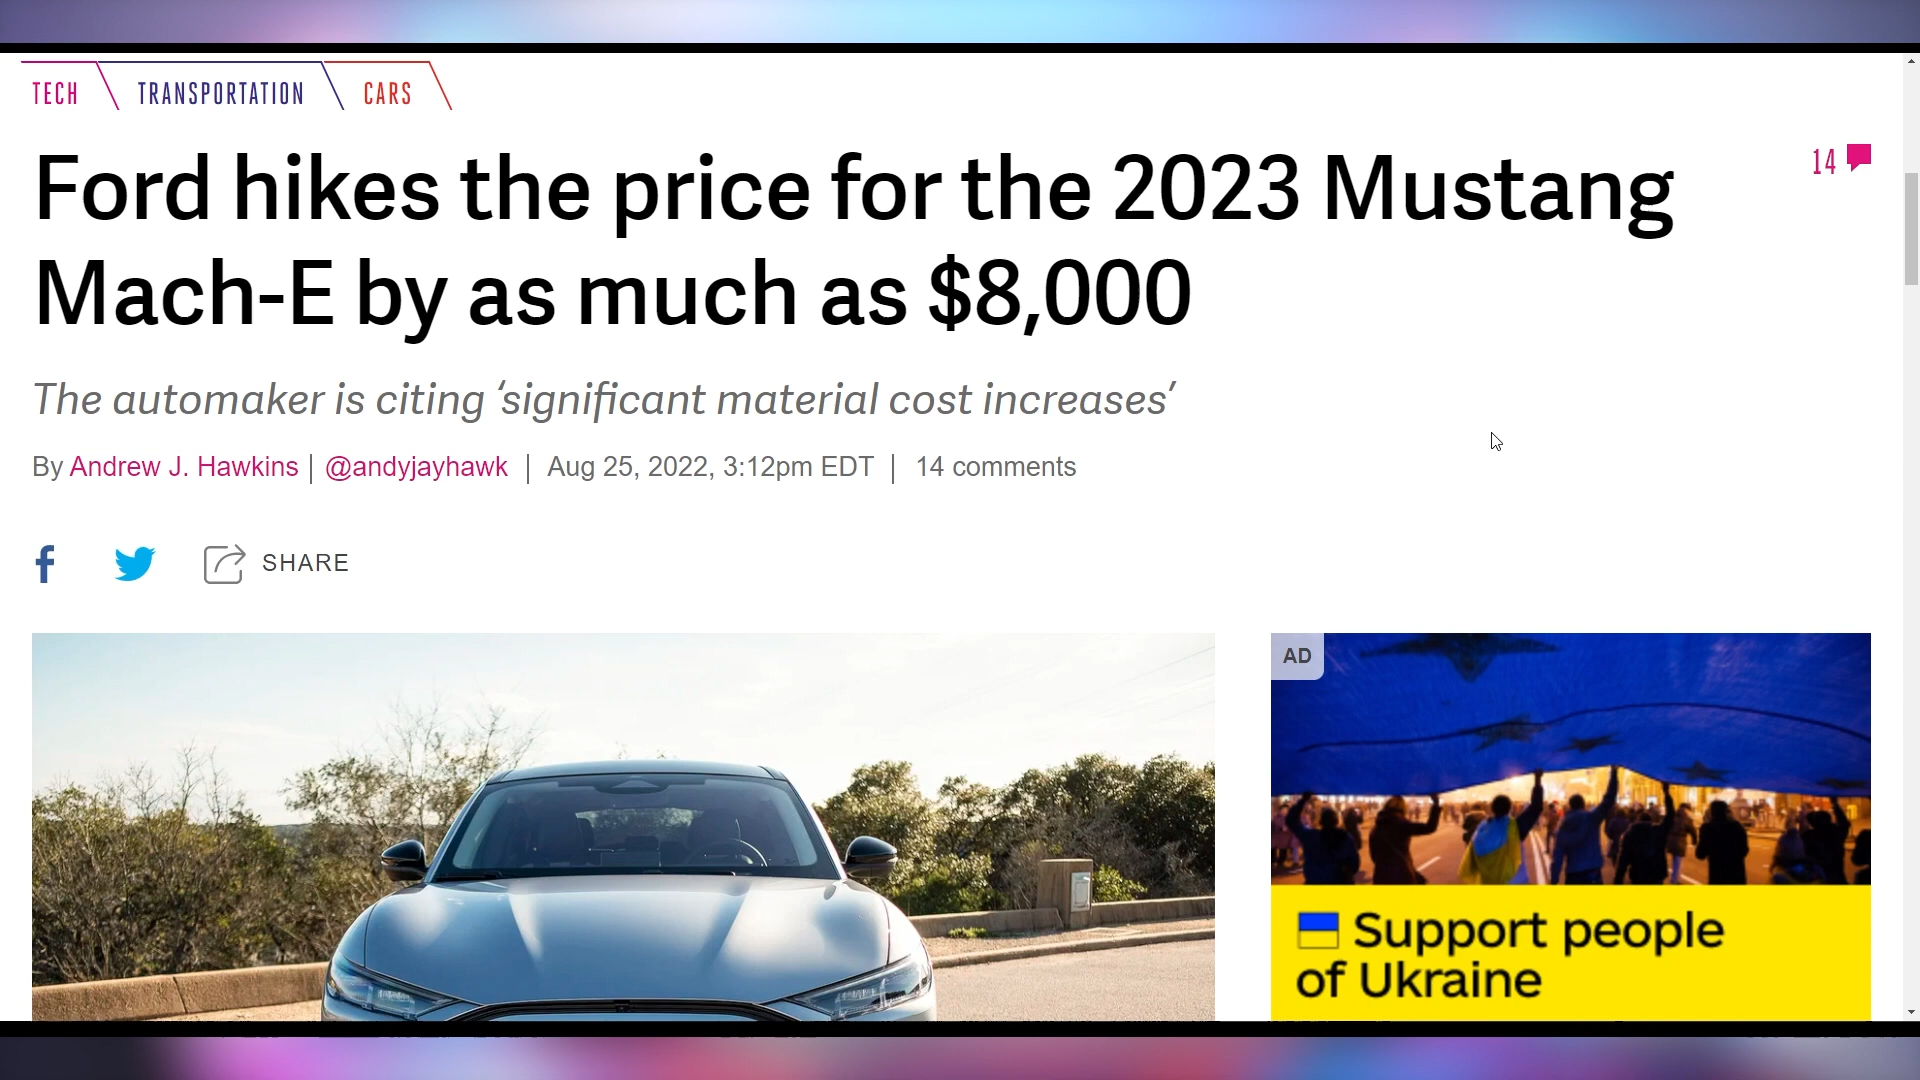 TECH TRANSPORTATION CARS
Ford hikes the price for the 2023 Mustang
Mach-E by as much as $8,000
14
The automaker is citing ‘significant material cost increases’
By Andrew J. Hawkins | @andyjayhawk | Aug 25, 2022, 3:12pm EDT | 14 comments
SHARE
AD
Support people
of Ukraine